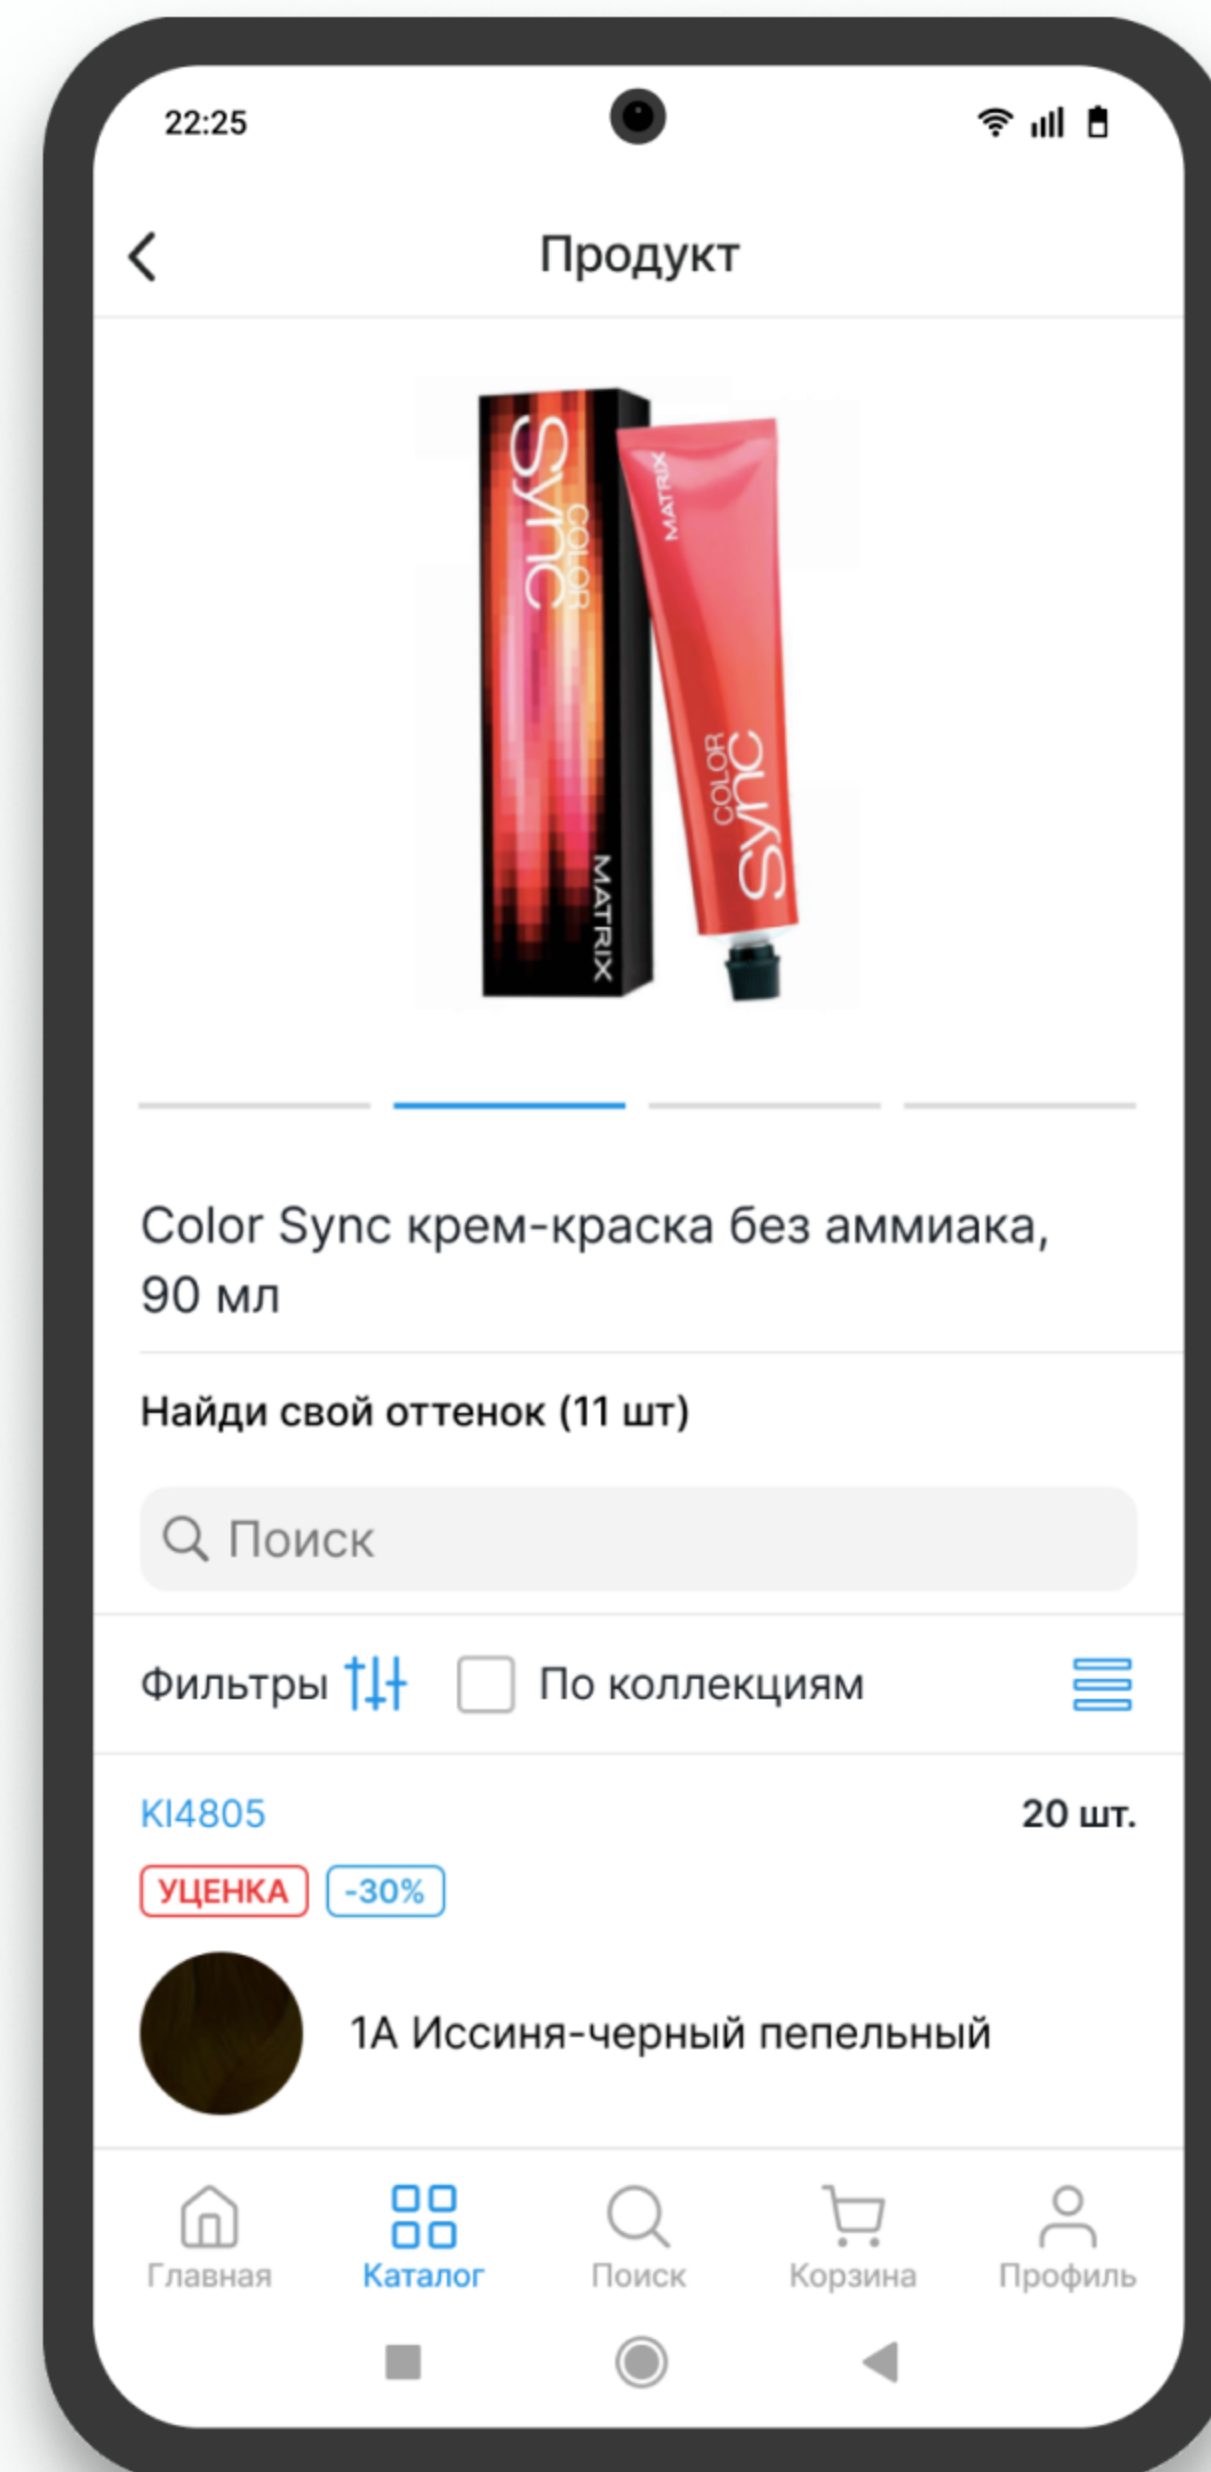 22:25
Продукт
COLOR
Sync
MATRIX
MATRIX
COLOR
Sync
Color Sync крем-краска без аммиака,
90 мл
Найди свой оттенок (11 шт)
Поиск
Фильтры По коллекциям
KI4805 20 шт.
УЦЕНКА -30%
1A Иссиня-черный пепельный
Главная Каталог Поиск Корзина Профиль